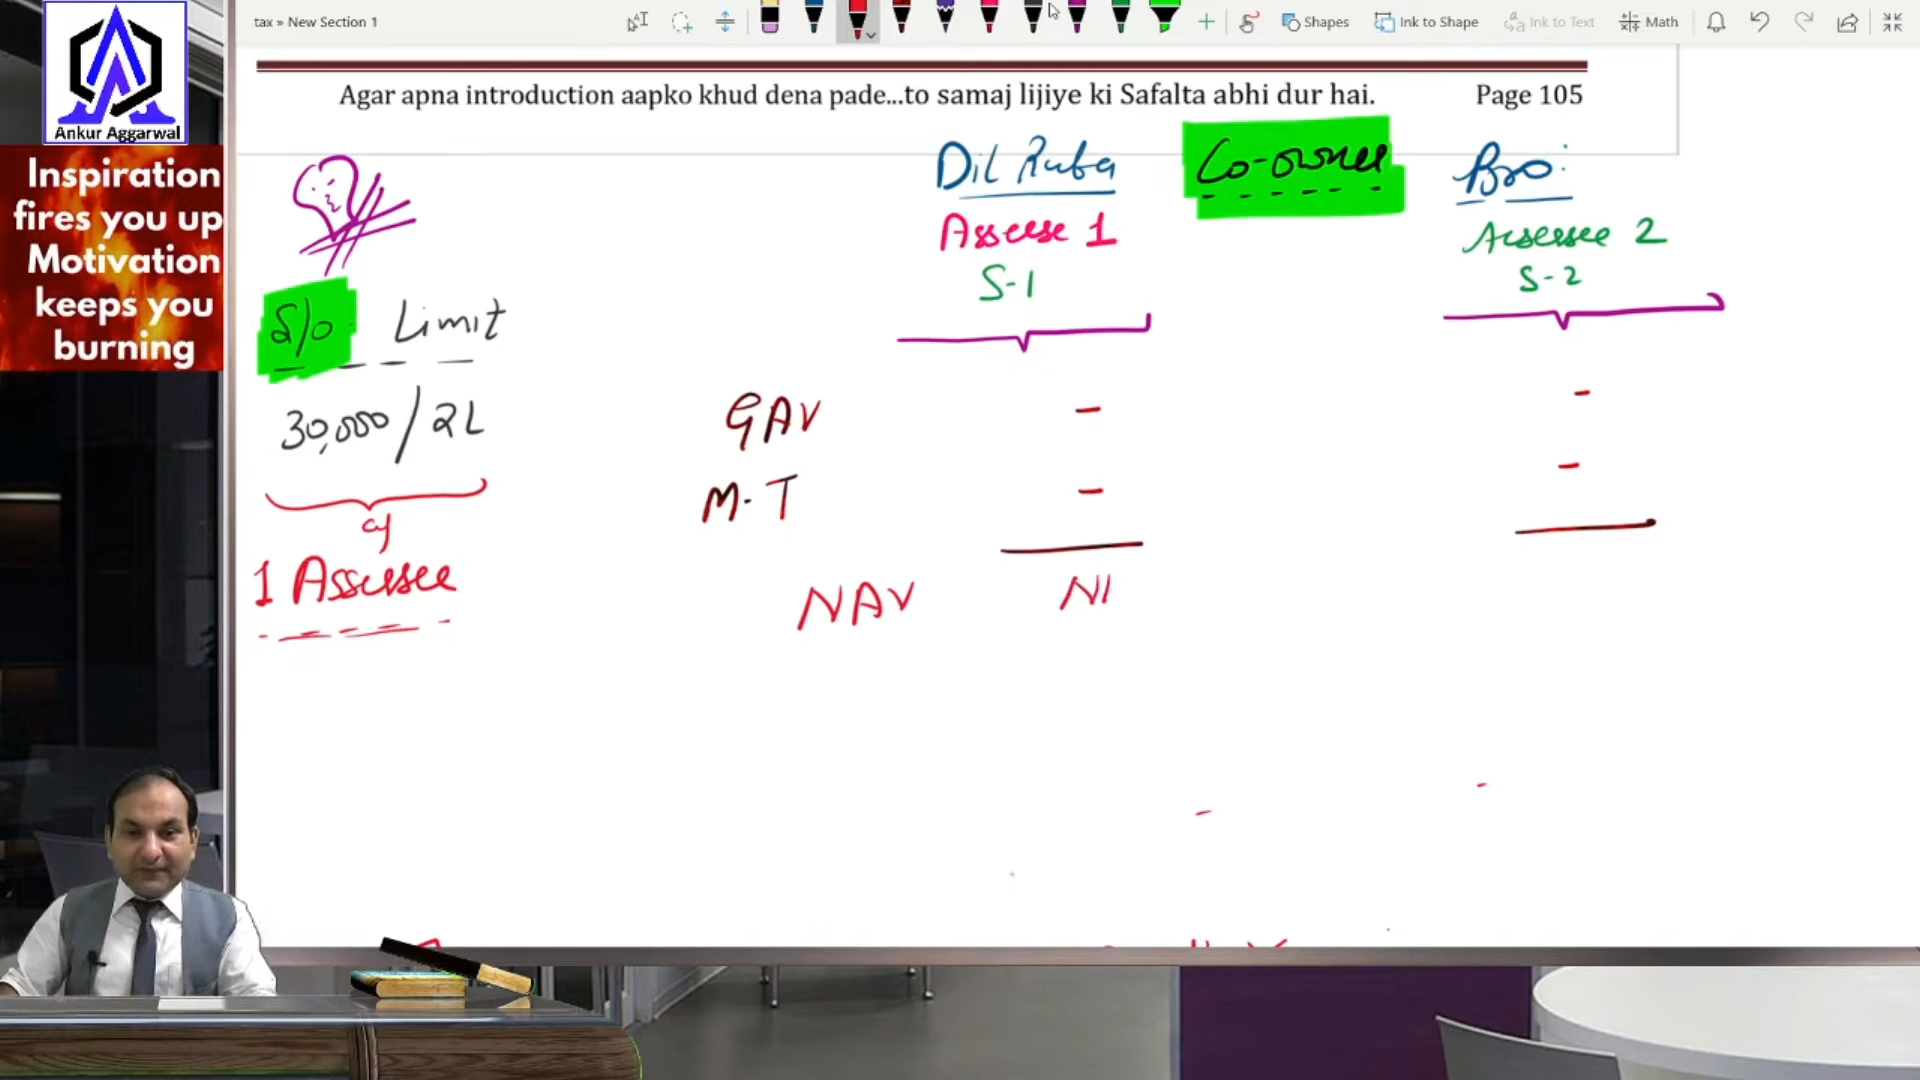 tax » New Section 1
Shapes
Ink to Shape
Ink to Text
Math
Ankur Aggarwal
Inspiration
fires you up
Motivation
keeps you
burning
Agar apna introduction aapko khud dena pade...to samaj lijiye ki Safalta abhi dur hai. Page 105
Dil Ruba Co-owner Bro:
Assesse 1 Assessee 2
S-1 S-2
S/o Limit
30,000/2L
of
1 Assessee
GAV - -
M.T - -
NAV NI